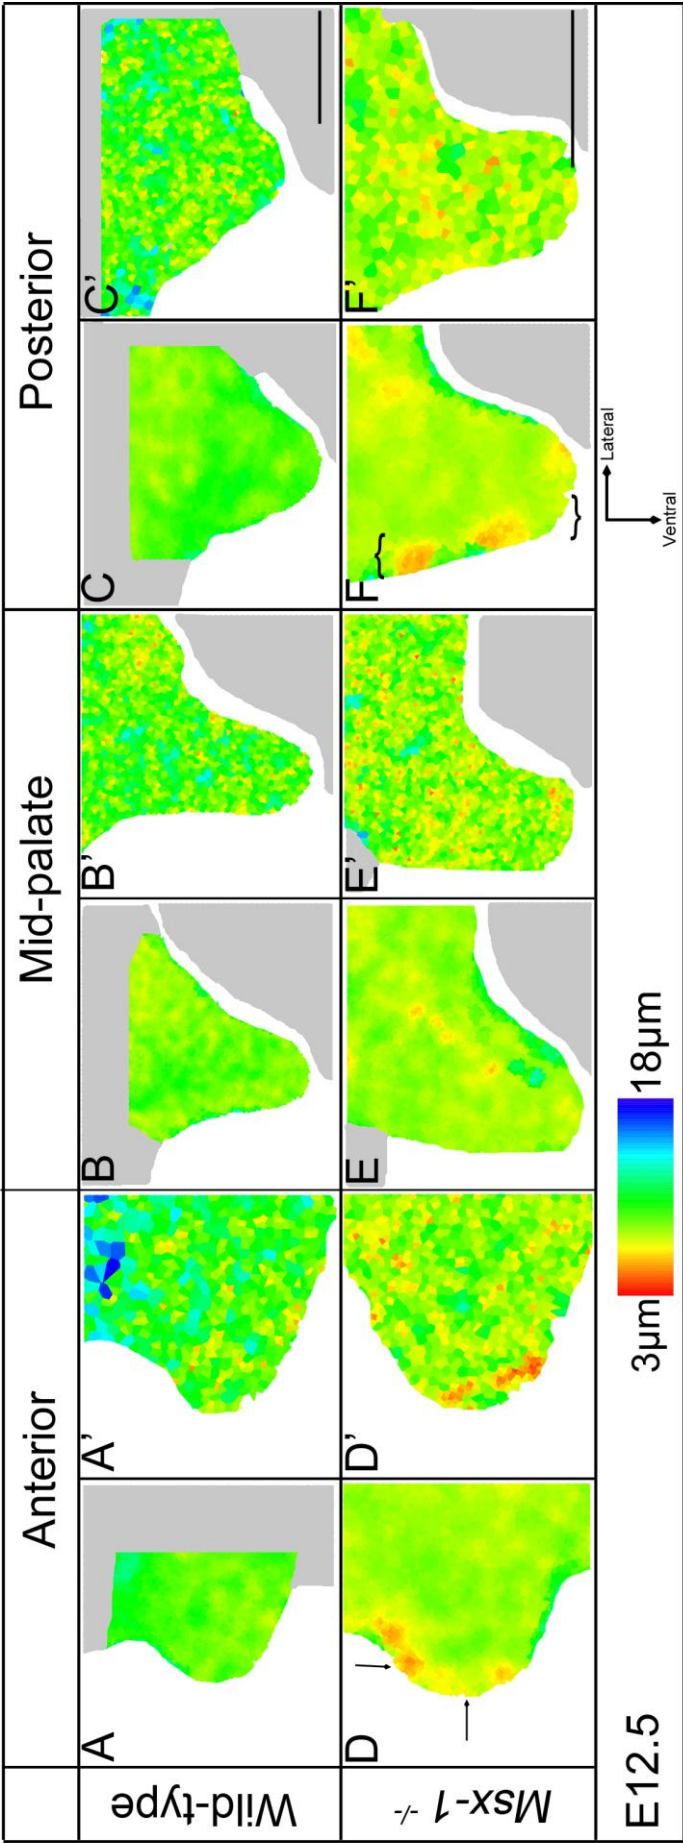 Anterior
Mid-palate
Posterior
Wild-type
A
A’
B
B’
C
C’
Msx-1 -/-
D
D’
E
E’
F
F’
{
}
Lateral
Ventral
E12.5
3µm
18µm